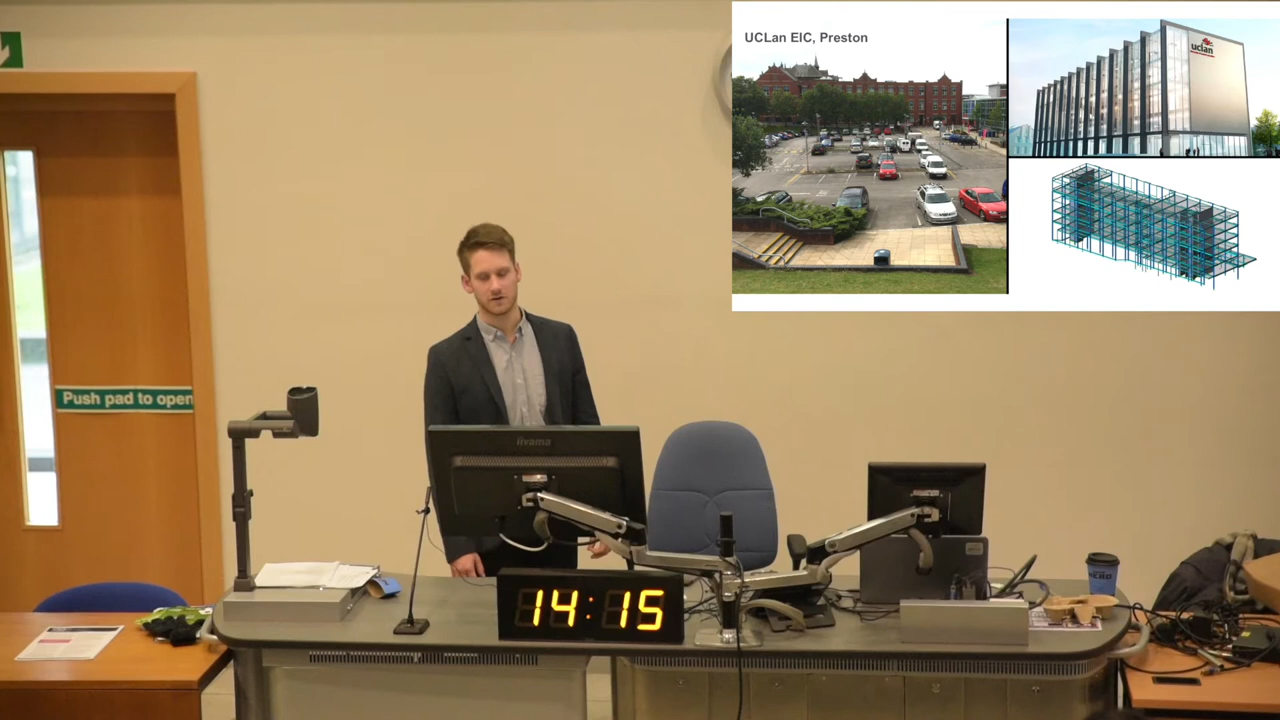 UCLan EIC, Preston
uclan
Push pad to open
iiyama
14:15